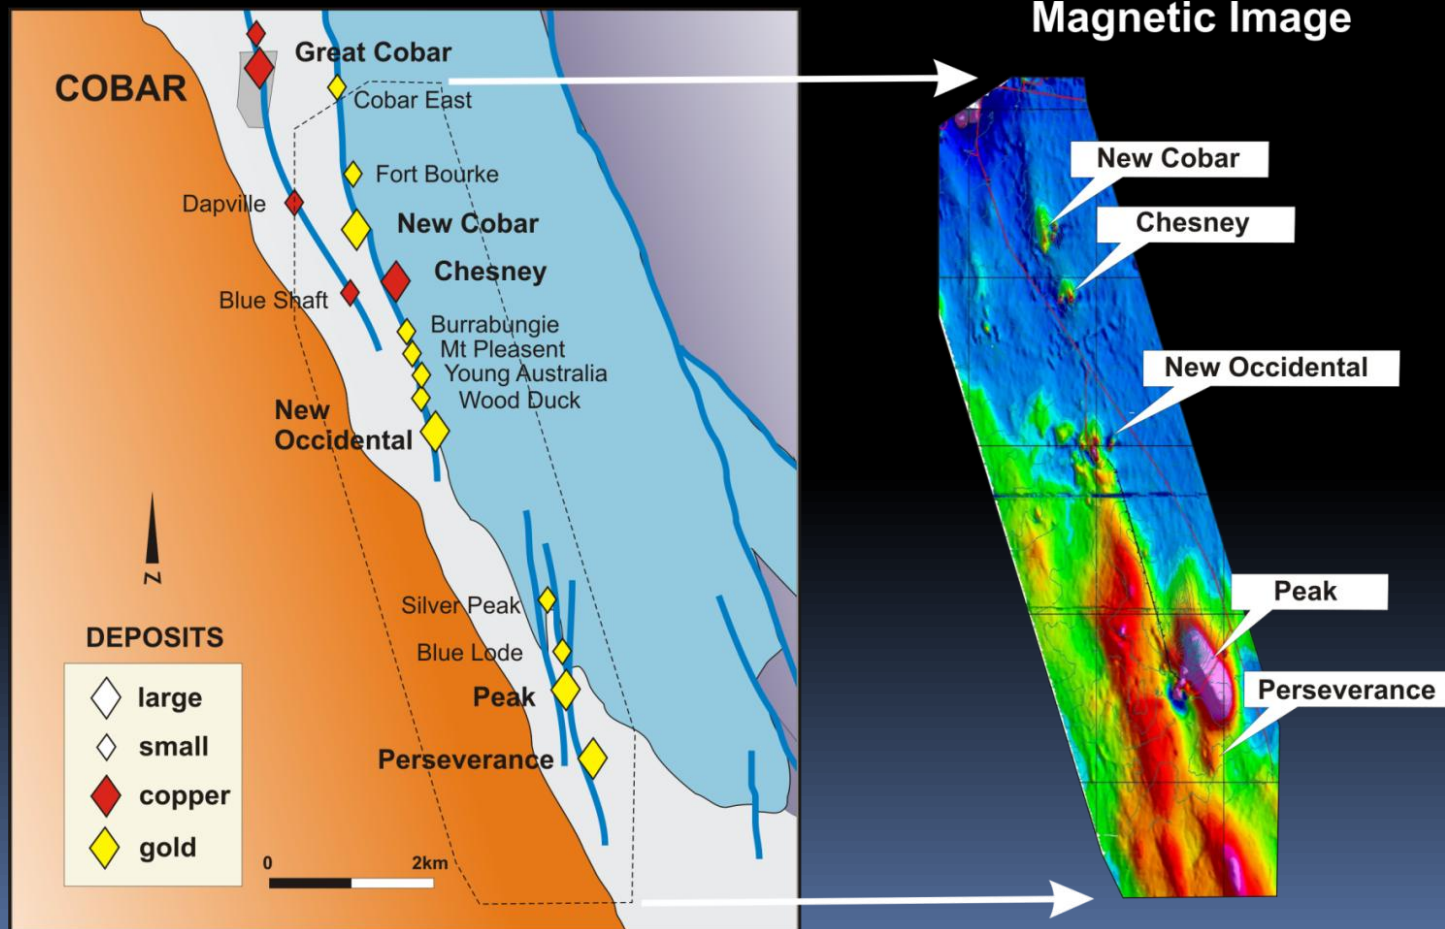 Magnetic Image
COBAR
Great Cobar
Cobar East
Fort Bourke
Dapville
New Cobar
Chesney
Blue Shaft
Burrabungie
Mt Pleasent
Young Australia
Wood Duck
New
Occidental
Silver Peak
Blue Lode
Peak
Perseverance
N
DEPOSITS
large
small
copper
gold
0 2km
New Cobar
Chesney
New Occidental
Peak
Perseverance